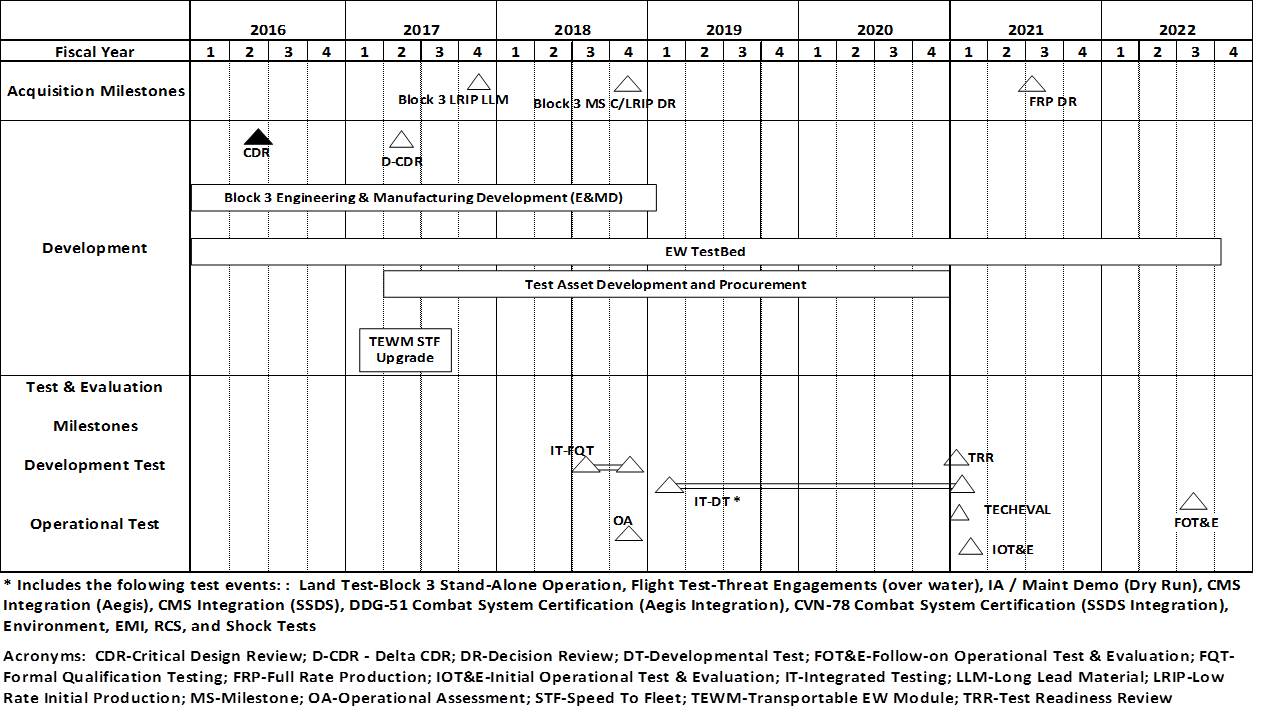 2016 2017 2018 2019 2020 2021 2022
Fiscal Year 1 2 3 4 1 2 3 4 1 2 3 4 1 2 3 4 1 2 3 4 1 2 3 4 1 2 3 4
Acquisition Milestones
Block 3 LRIP LLM
Block 3 MS C/LRIP DR
FRP DR
CDR
D-CDR
Block 3 Engineering & Manufacturing Development (E&MD)
Development
EW TestBed
Test Asset Development and Procurement
TEWM STF
Upgrade
Test & Evaluation
Milestones
IT-FQT
Development Test
TRR
IT-DT *
TECHEVAL
Operational Test
OA
FOT&E
IOT&E
* Includes the folowing test events: : Land Test-Block 3 Stand-Alone Operation, Flight Test-Threat Engagements (over water), IA / Maint Demo (Dry Run), CMS
Integration (Aegis), CMS Integration (SSDS), DDG-51 Combat System Certification (Aegis Integration), CVN-78 Combat System Certification (SSDS Integration),
Environment, EMI, RCS, and Shock Tests
Acronyms: CDR-Critical Design Review; D-CDR - Delta CDR; DR-Decision Review; DT-Developmental Test; FOT&E-Follow-on Operational Test & Evaluation; FQT-
Formal Qualification Testing; FRP-Full Rate Production; IOT&E-Initial Operational Test & Evaluation; IT-Integrated Testing; LLM-Long Lead Material; LRIP-Low
Rate Initial Production; MS-Milestone; OA-Operational Assessment; STF-Speed To Fleet; TEWM-Transportable EW Module; TRR-Test Readiness Review